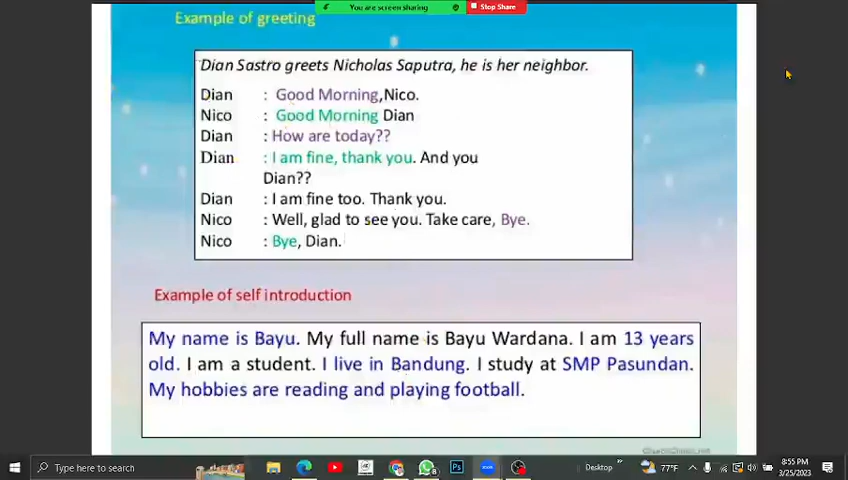 Example of greeting
You are screen sharing
Stop Share
Dian Sastro greets Nicholas Saputra, he is her neighbor.
Dian : Good Morning,Nico.
Nico : Good Morning Dian
Dian : How are today??
Dian : I am fine, thank you. And you
Dian??
Dian : I am fine too. Thank you.
Nico : Well, glad to see you. Take care, Bye.
Nico : Bye, Dian.
Example of self introduction
My name is Bayu. My full name is Bayu Wardana. I am 13 years
old. I am a student. I live in Bandung. I study at SMP Pasundan.
My hobbies are reading and playing football.
Type here to search
Desktop
77°F
8:55 PM
3/25/2023